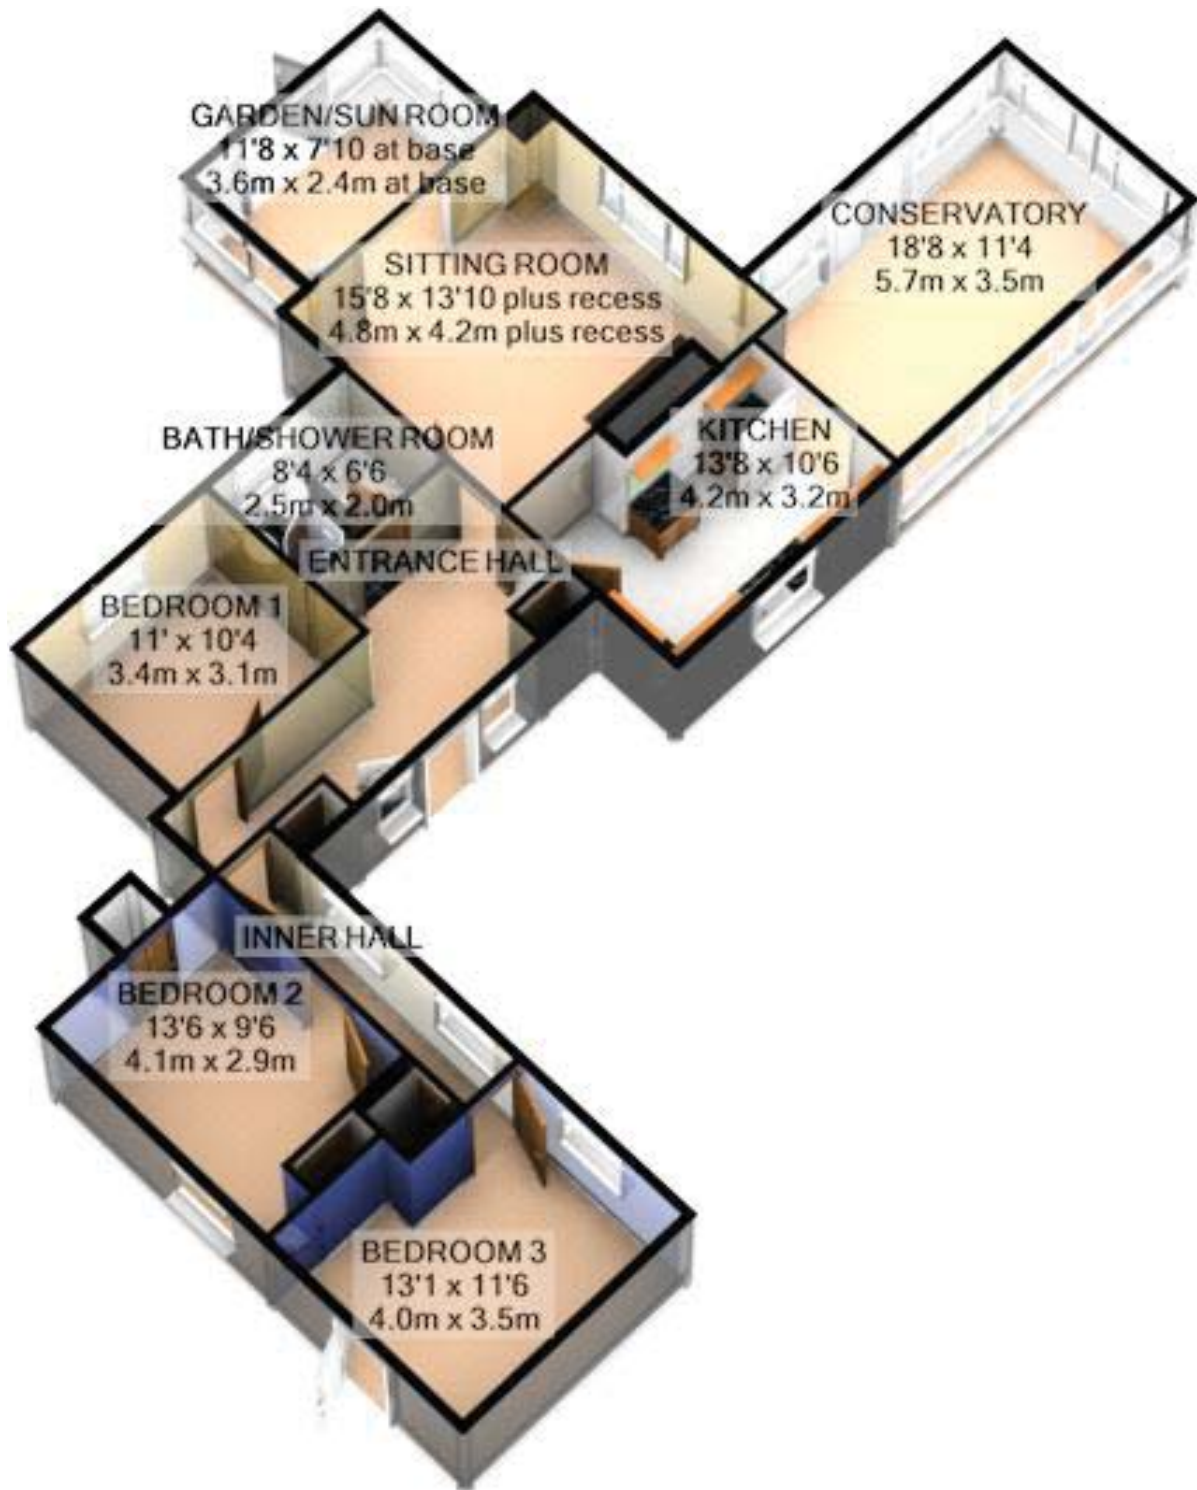 GARDEN/SUN ROOM
11'8 x 7'10 at base
3.6m x 2.4m at base
CONSERVATORY
18'8 x 11'4
5.7m x 3.5m
SITTING ROOM
15'8 x 13'10 plus recess
4.8m x 4.2m plus recess
KITCHEN
13'8 x 10'6
4.2m x 3.2m
BATH/SHOWER ROOM
8'4 x 6'6
2.5m x 2.0m
ENTRANCE HALL
BEDROOM 1
11' x 10'4
3.4m x 3.1m
INNER HALL
BEDROOM 2
13'6 x 9'6
4.1m x 2.9m
BEDROOM 3
13'1 x 11'6
4.0m x 3.5m